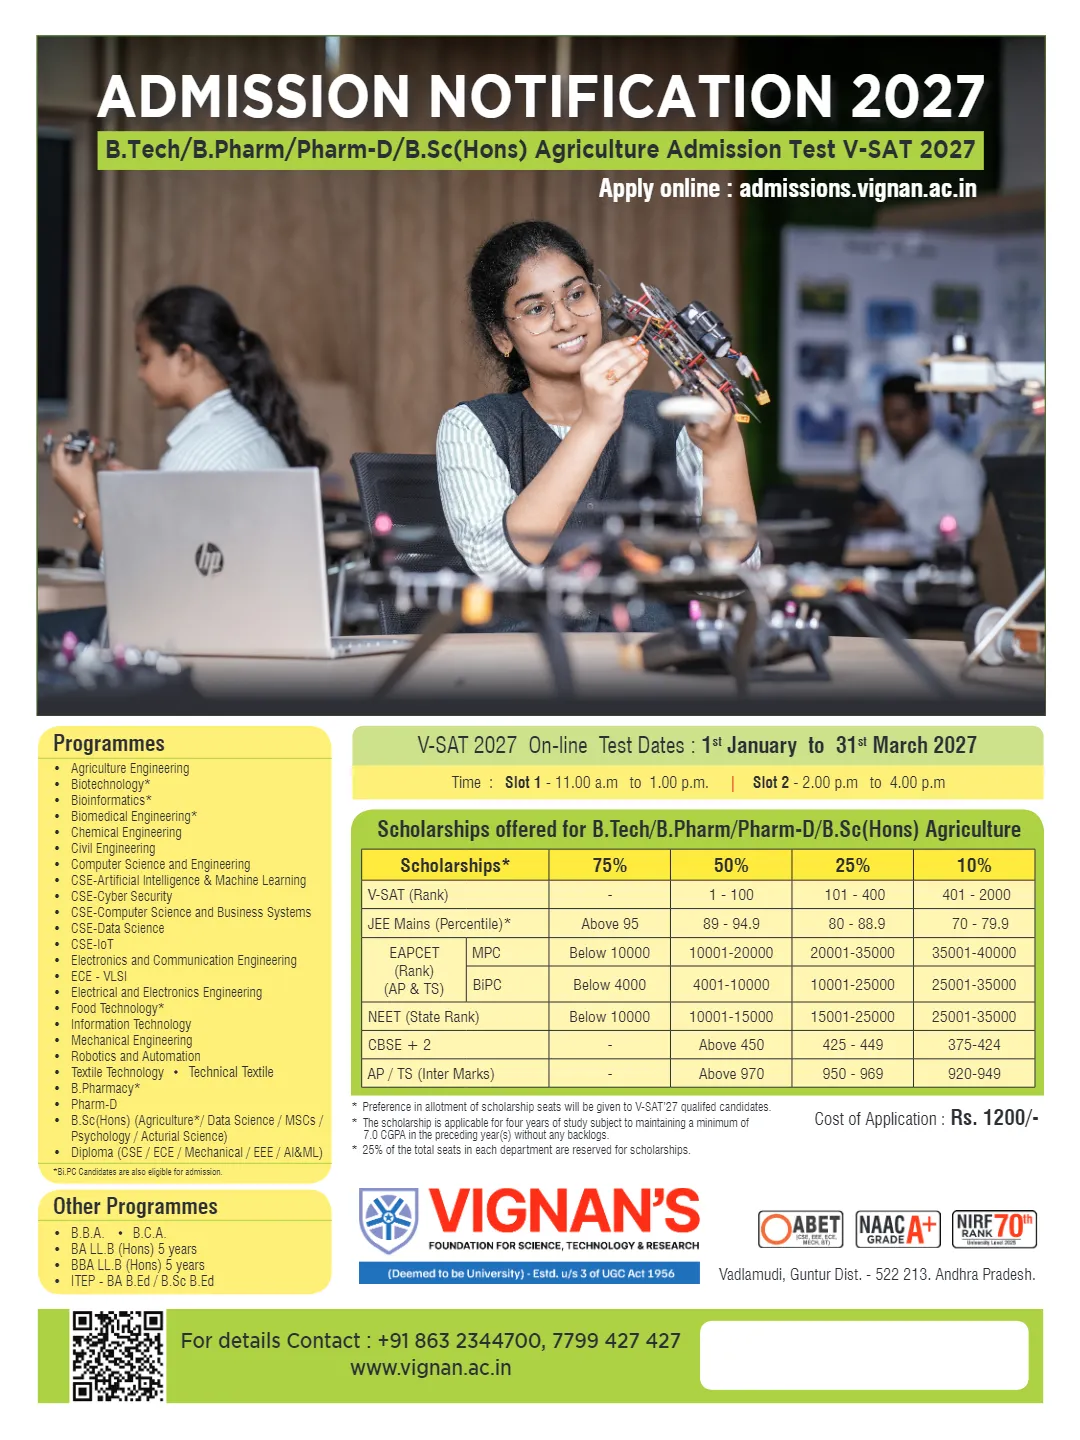 ADMISSION NOTIFICATION 2027
B.Tech/B.Pharm/Pharm-D/B.Sc(Hons) Agriculture Admission Test V-SAT 2027
Apply online : admissions.vignan.ac.in
hp
Programmes
• Agriculture Engineering
• Biotechnology*
• Bioinformatics*
• Biomedical Engineering*
• Chemical Engineering
• Civil Engineering
• Computer Science and Engineering
• CSE-Artificial Intelligence & Machine Learning
• CSE-Cyber Security
• CSE-Computer Science and Business Systems
• CSE-Data Science
• CSE-IoT
• Electronics and Communication Engineering
• ECE - VLSI
• Electrical and Electronics Engineering
• Food Technology*
• Information Technology
• Mechanical Engineering
• Robotics and Automation
• Textile Technology • Technical Textile
• B.Pharmacy*
• Pharm-D
• B.Sc(Hons) (Agriculture*/ Data Science / MSCs /
Psychology / Acturial Science)
• Diploma (CSE / ECE / Mechanical / EEE / AI&ML)
*Bi.PC Candidates are also eligible for admission.
Other Programmes
• B.B.A. • B.C.A.
• BA LL.B (Hons) 5 years
• BBA LL.B (Hons) 5 years
• ITEP - BA B.Ed / B.Sc B.Ed
V-SAT 2027 On-line Test Dates : 1st January to 31st March 2027
Time : Slot 1 - 11.00 a.m to 1.00 p.m. | Slot 2 - 2.00 p.m to 4.00 p.m
Scholarships offered for B.Tech/B.Pharm/Pharm-D/B.Sc(Hons) Agriculture
Scholarships* 75% 50% 25% 10%
V-SAT (Rank) - 1 - 100 101 - 400 401 - 2000
JEE Mains (Percentile)* Above 95 89 - 94.9 80 - 88.9 70 - 79.9
EAPCET (Rank) (AP & TS) MPC Below 10000 10001-20000 20001-35000 35001-40000
BiPC Below 4000 4001-10000 10001-25000 25001-35000
NEET (State Rank) Below 10000 10001-15000 15001-25000 25001-35000
CBSE + 2 - Above 450 425 - 449 375-424
AP / TS (Inter Marks) - Above 970 950 - 969 920-949
* Preference in allotment of scholarship seats will be given to V-SAT'27 qualifed candidates.
* The scholarship is applicable for four years of study subject to maintaining a minimum of
7.0 CGPA in the preceding year(s) without any backlogs.
* 25% of the total seats in each department are reserved for scholarships.
Cost of Application : Rs. 1200/-
VIGNAN'S
FOUNDATION FOR SCIENCE, TECHNOLOGY & RESEARCH
(Deemed to be University) - Estd. u/s 3 of UGC Act 1956
ABET
(CSE, EEE, ECE,
MECH, BT)
NAAC A+
GRADE
NIRF 70th
RANK
University Level 2025
Vadlamudi, Guntur Dist. - 522 213. Andhra Pradesh.
For details Contact : +91 863 2344700, 7799 427 427
www.vignan.ac.in